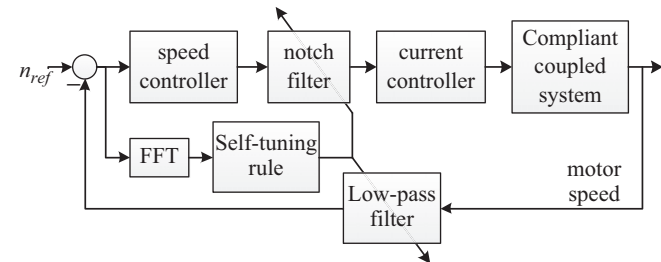 speed
controller
notch
filter
current
controller
Compliant
coupled
system
n_ref
−
FFT
Self-tuning
rule
Low-pass
filter
motor
speed